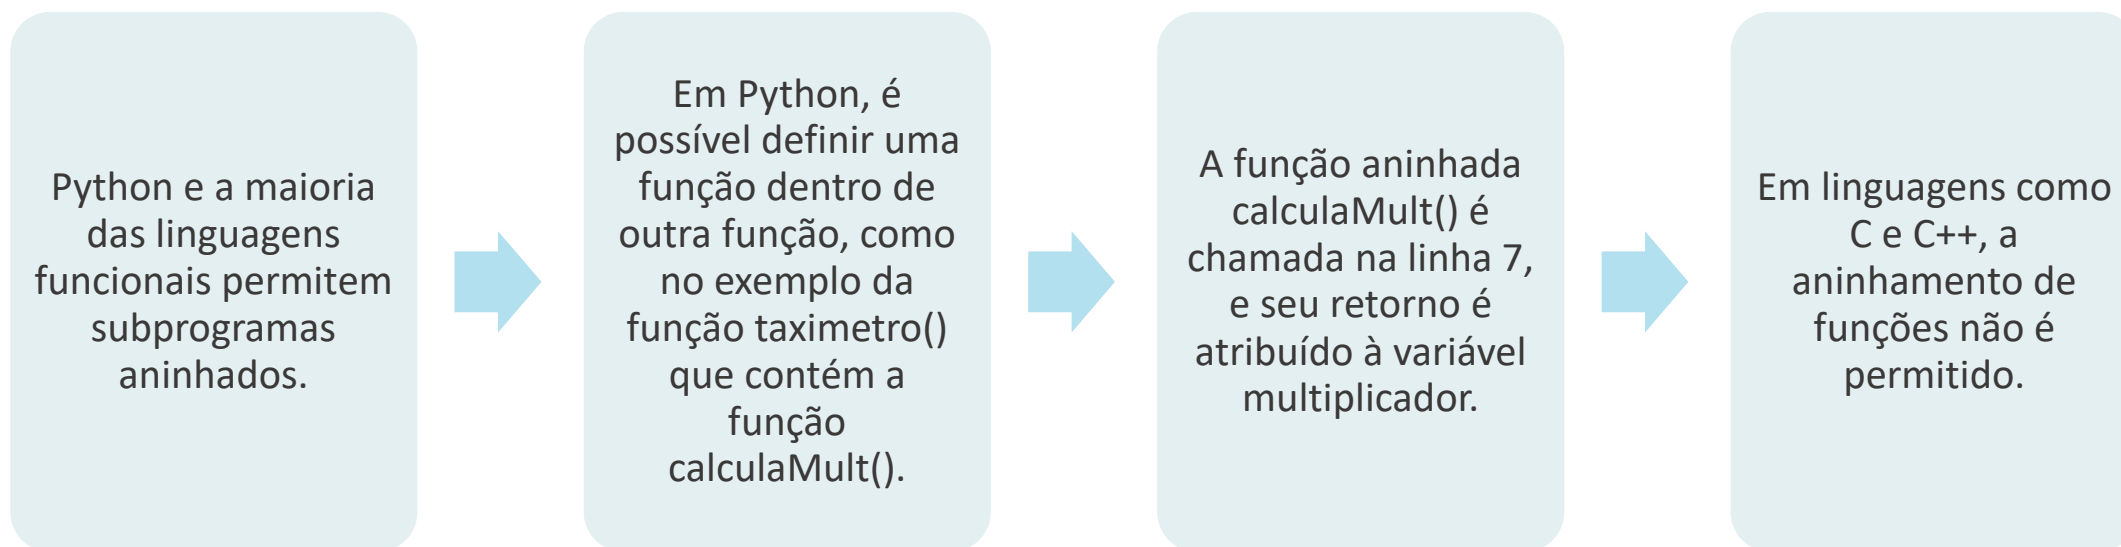 Python e a maioria
das linguagens
funcionais permitem
subprogramas
aninhados.
Em Python, é
possível definir uma
função dentro de
outra função, como
no exemplo da
função taximetro()
que contém a
função
calculaMult().
A função aninhada
calculaMult() é
chamada na linha 7,
e seu retorno é
atribuído à variável
multiplicador.
Em linguagens como
C e C++, a
aninhamento de
funções não é
permitido.